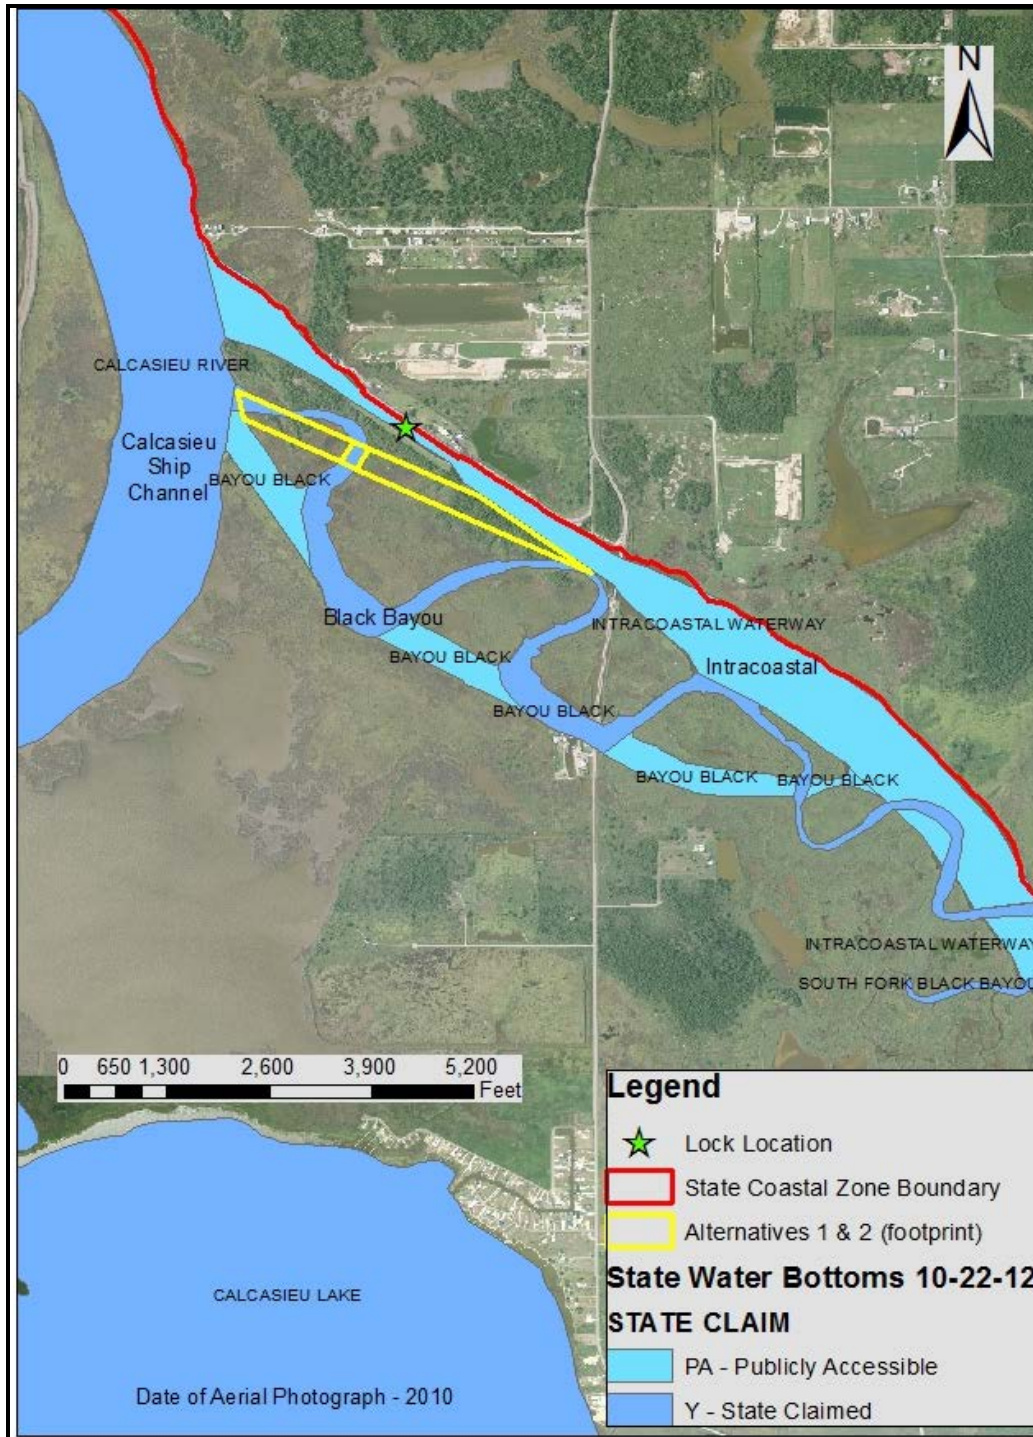 N
CALCASIEU RIVER
Calcasieu
Ship
Channel
BAYOU BLACK
Black Bayou
BAYOU BLACK
INTRACOASTAL WATERWAY
Intracoastal
BAYOU BLACK
BAYOU BLACK
BAYOU BLACK
INTRACOASTAL WATERWAY
SOUTH FORK BLACK BAYOU
0 650 1,300 2,600 3,900 5,200
Feet
Legend
Lock Location
State Coastal Zone Boundary
Alternatives 1 & 2 (footprint)
State Water Bottoms 10-22-12
STATE CLAIM
PA - Publicly Accessible
Y - State Claimed
CALCASIEU LAKE
Date of Aerial Photograph - 2010